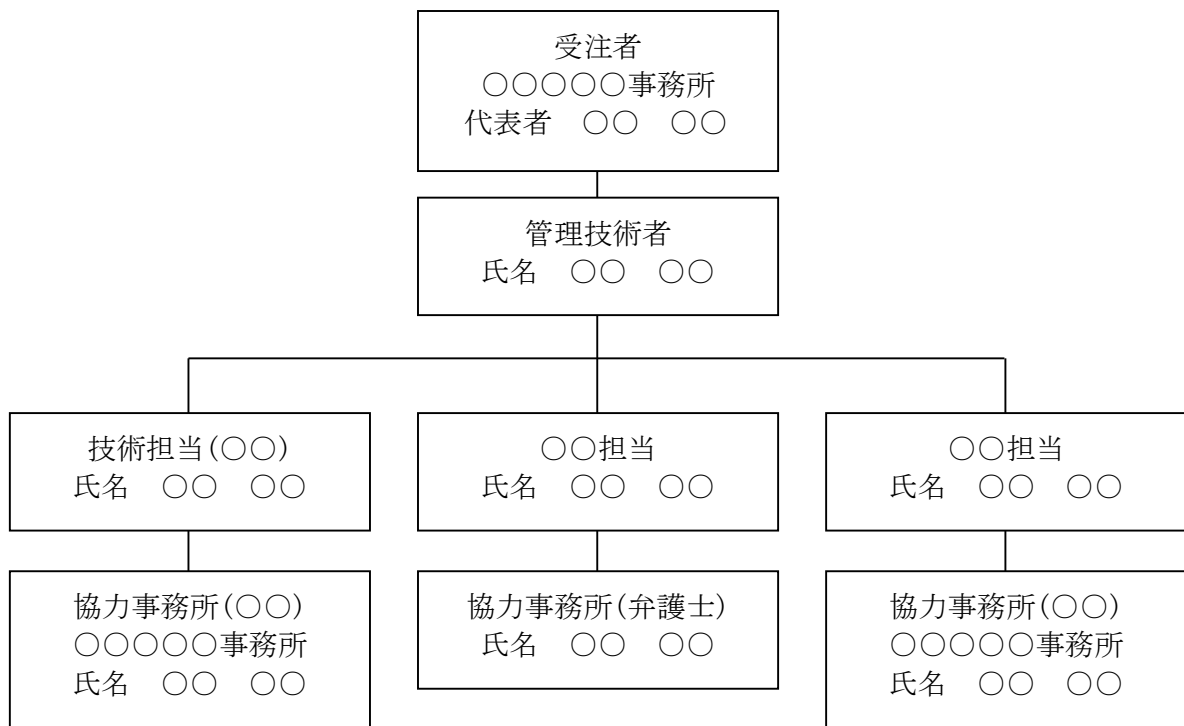 受注者
○○○○○事務所
代表者　○○　○○
管理技術者
氏名　○○　○○
技術担当(○○)
氏名　○○　○○
○○担当
氏名　○○　○○
○○担当
氏名　○○　○○
協力事務所(○○)
○○○○○事務所
氏名　○○　○○
協力事務所(弁護士)
氏名　○○　○○
協力事務所(○○)
○○○○○事務所
氏名　○○　○○